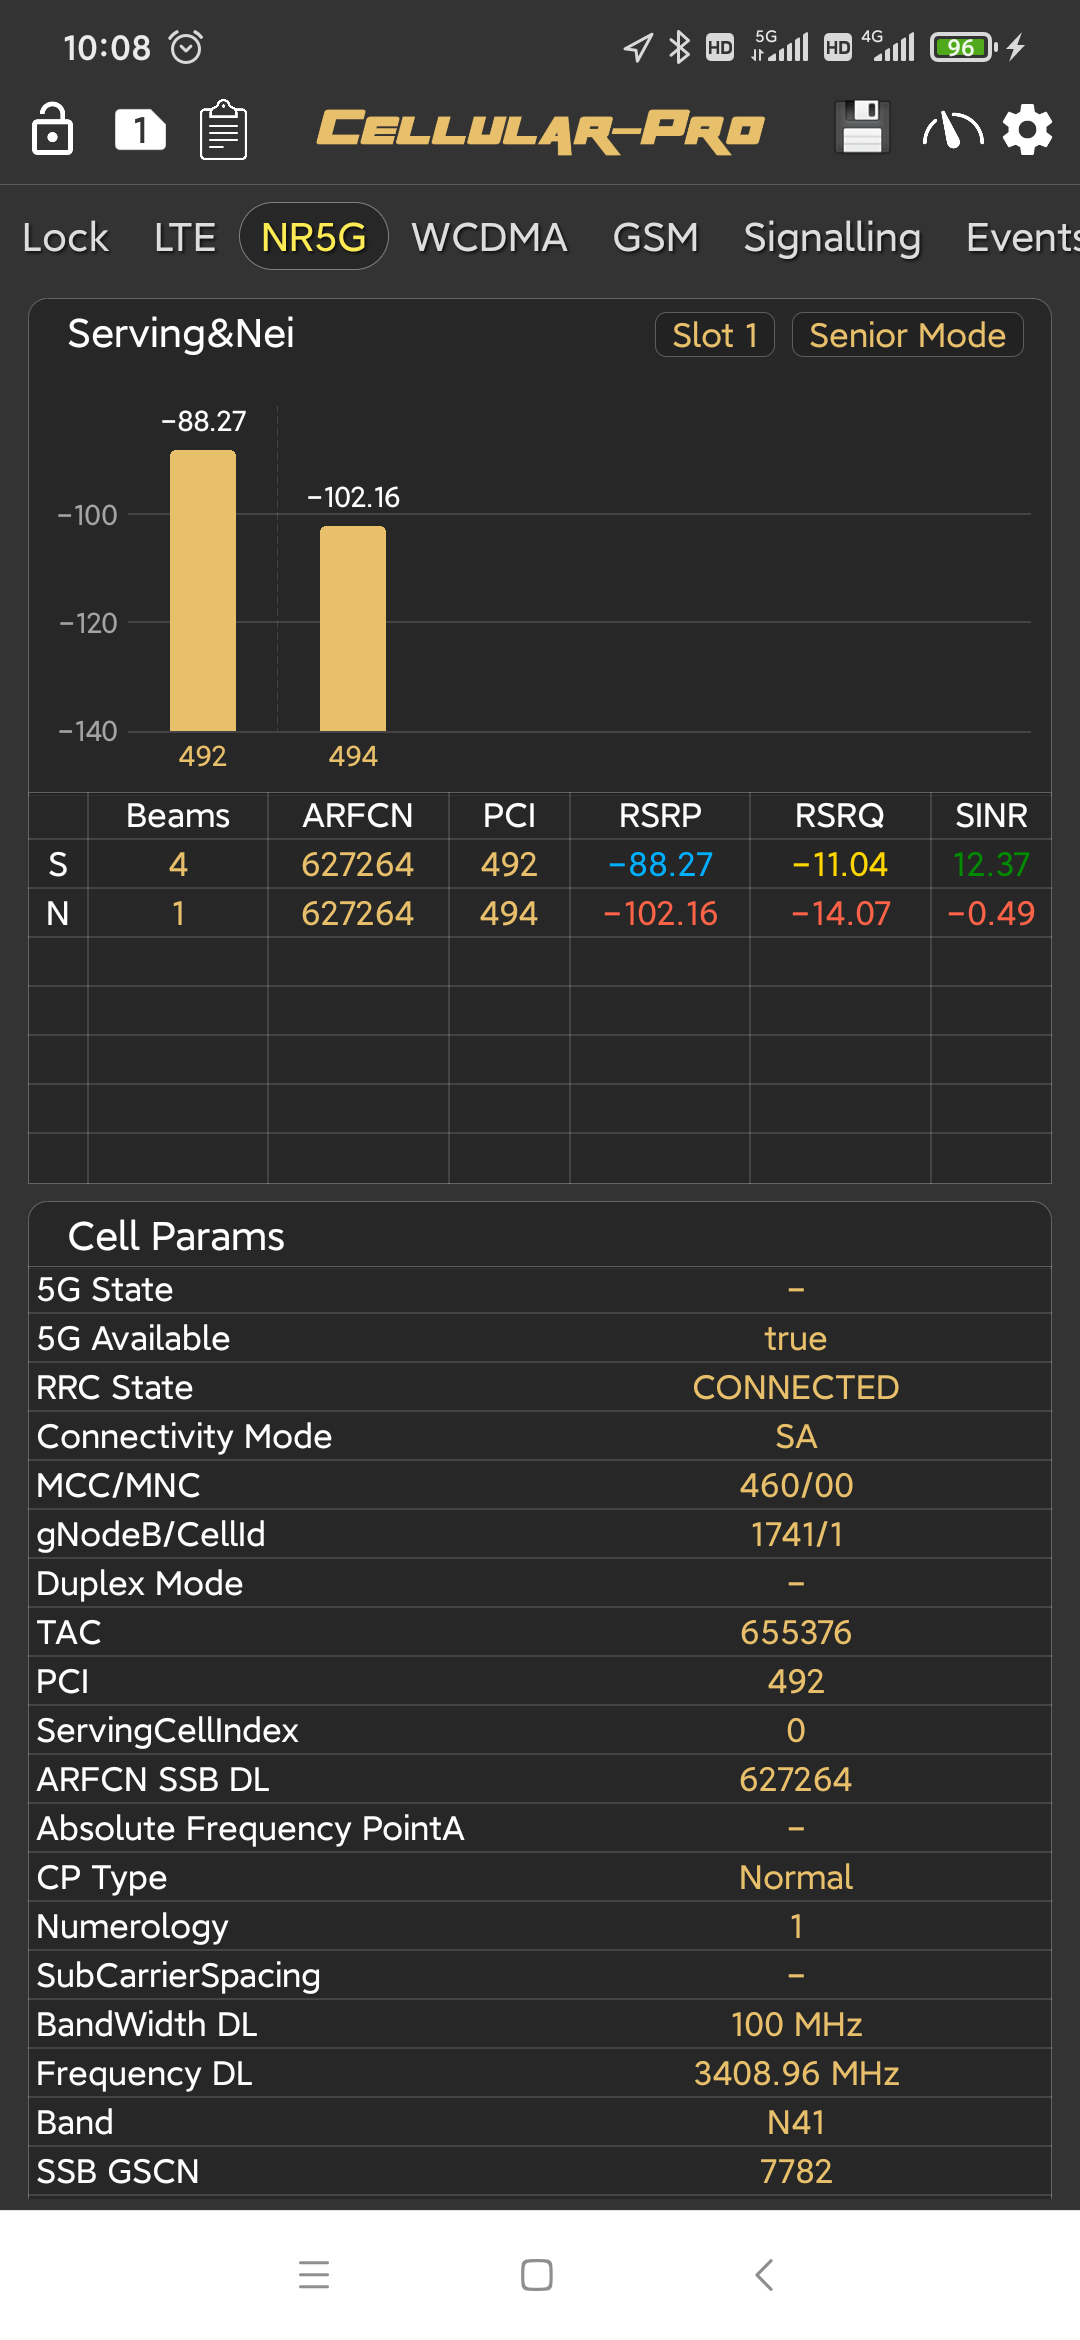 10:08 HD 5G HD 4G 96
1 CELLULAR-PRO
Lock LTE NR5G WCDMA GSM Signalling Events
Serving&Nei Slot 1 Senior Mode
-88.27
-102.16
-100
-120
-140
492 494
Beams ARFCN PCI RSRP RSRQ SINR
S 4 627264 492 -88.27 -11.04 12.37
N 1 627264 494 -102.16 -14.07 -0.49
Cell Params
5G State -
5G Available true
RRC State CONNECTED
Connectivity Mode SA
MCC/MNC 460/00
gNodeB/CellId 1741/1
Duplex Mode -
TAC 655376
PCI 492
ServingCellIndex 0
ARFCN SSB DL 627264
Absolute Frequency PointA -
CP Type Normal
Numerology 1
SubCarrierSpacing -
BandWidth DL 100 MHz
Frequency DL 3408.96 MHz
Band N41
SSB GSCN 7782